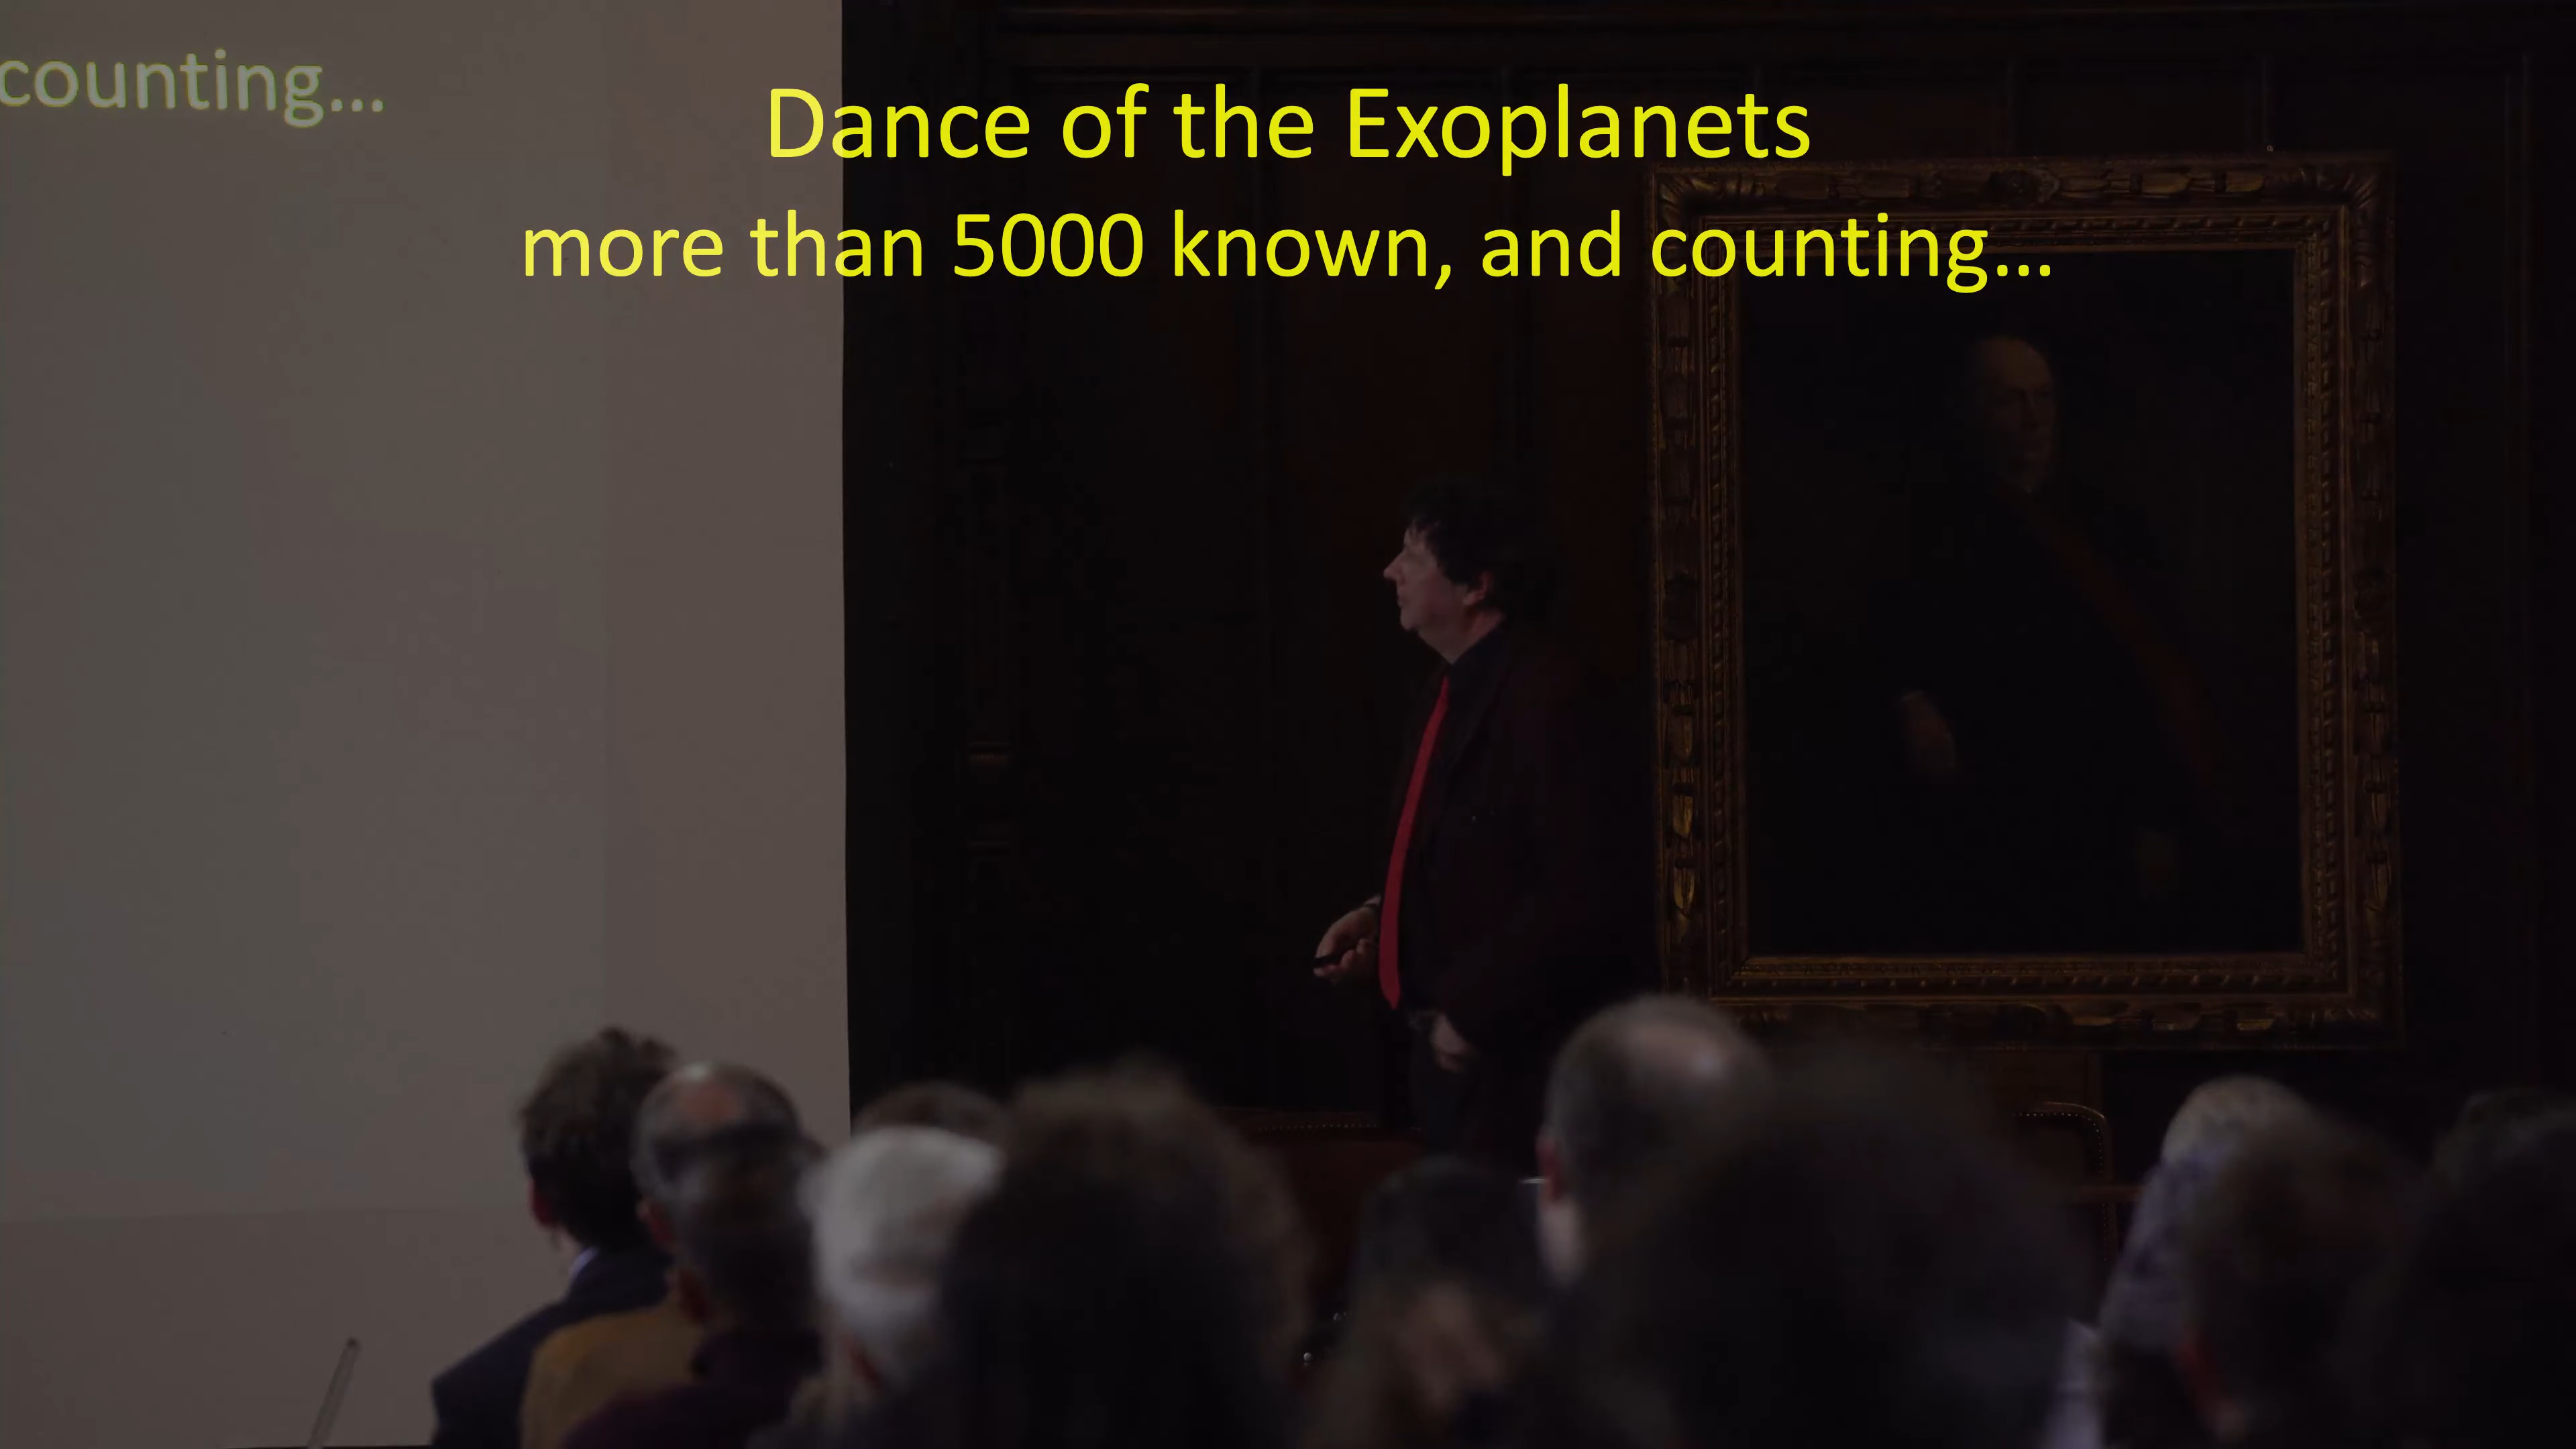 counting...
Dance of the Exoplanets
more than 5000 known, and counting...